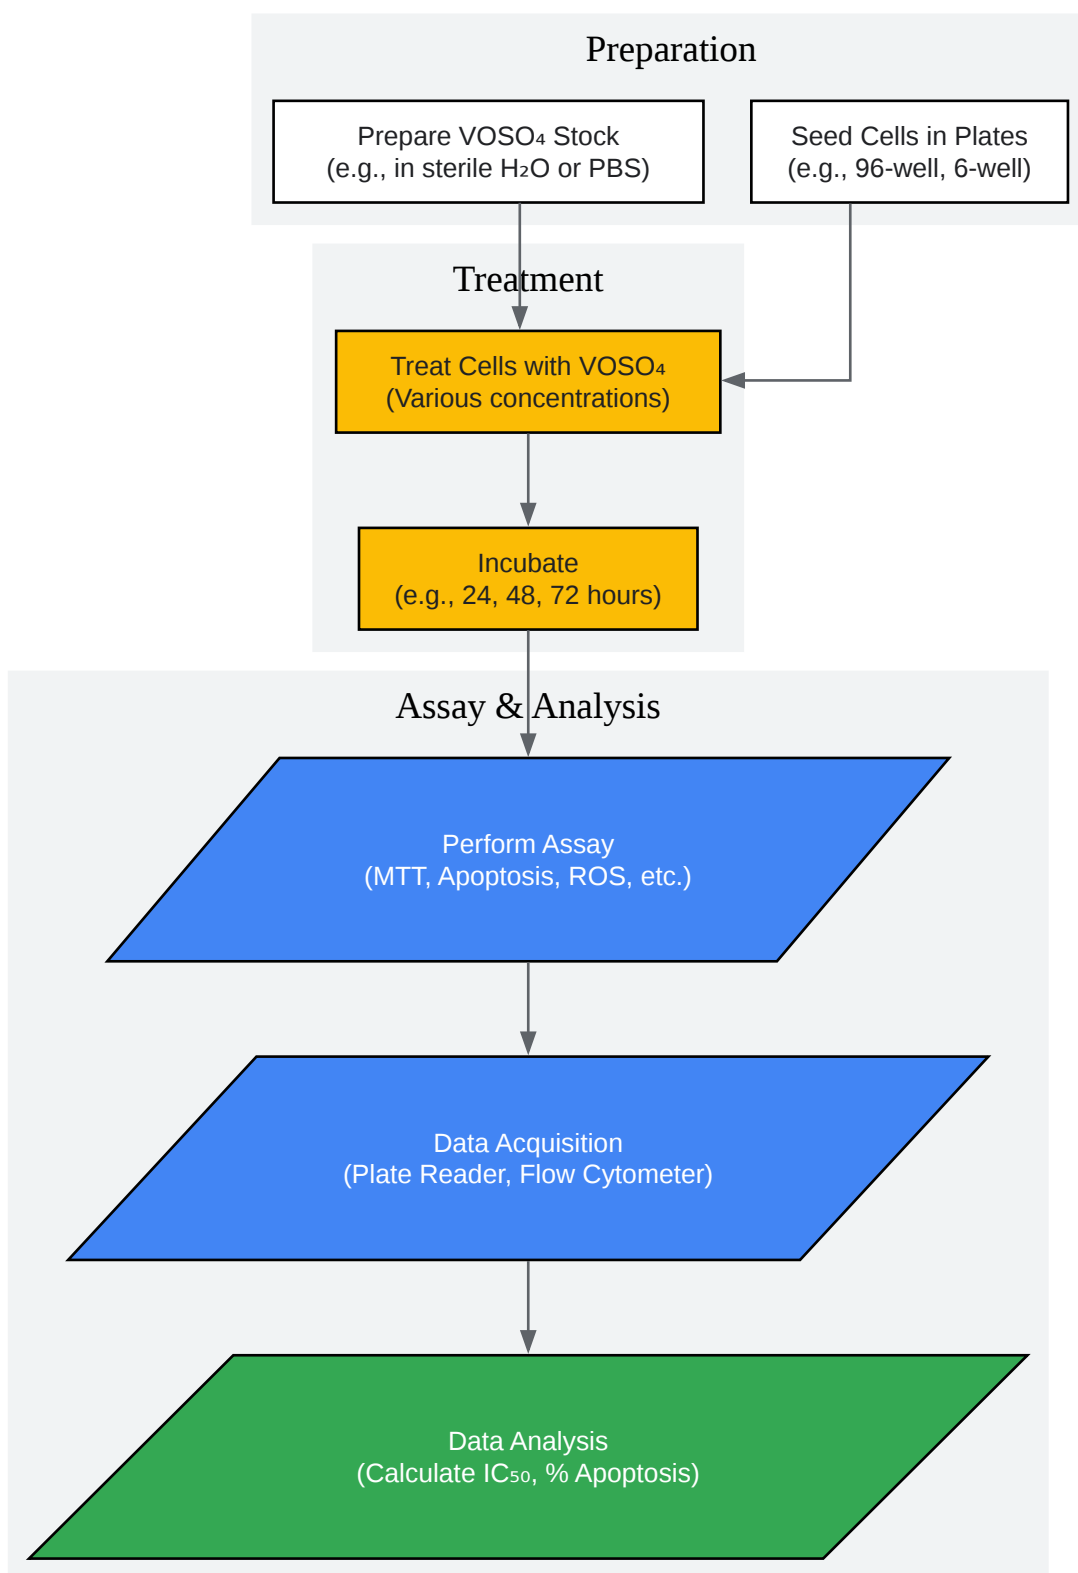 Preparation
Prepare VOSO₄ Stock
(e.g., in sterile H₂O or PBS)
Seed Cells in Plates
(e.g., 96-well, 6-well)
Treatment
Treat Cells with VOSO₄
(Various concentrations)
Incubate
(e.g., 24, 48, 72 hours)
Assay & Analysis
Perform Assay
(MTT, Apoptosis, ROS, etc.)
Data Acquisition
(Plate Reader, Flow Cytometer)
Data Analysis
(Calculate IC₅₀, % Apoptosis)